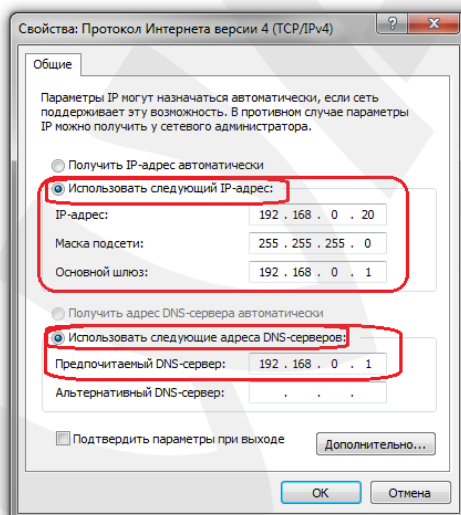 Свойства: Протокол Интернета версии 4 (TCP/IPv4)
Общие
Параметры IP могут назначаться автоматически, если сеть
поддерживает эту возможность. В противном случае параметры
IP можно получить у сетевого администратора.
Получить IP-адрес автоматически
Использовать следующий IP-адрес:
IP-адрес: 192 . 168 . 0 . 20
Маска подсети: 255 . 255 . 255 . 0
Основной шлюз: 192 . 168 . 0 . 1
Получить адрес DNS-сервера автоматически
Использовать следующие адреса DNS-серверов:
Предпочитаемый DNS-сервер: 192 . 168 . 0 . 1
Альтернативный DNS-сервер: . . .
Подтвердить параметры при выходе
Дополнительно...
ОК Отмена